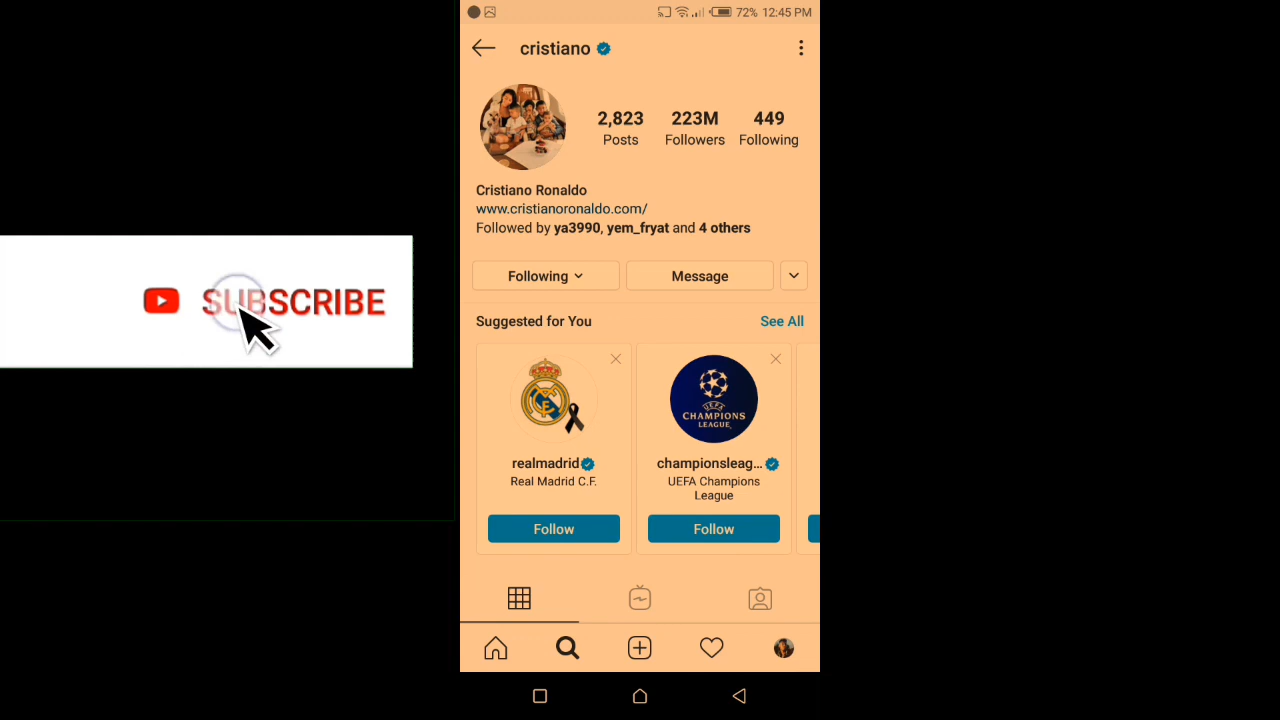 72% 12:45 PM
cristiano
2,823 223M 449
Posts Followers Following
Cristiano Ronaldo
www.cristianoronaldo.com/
Followed by ya3990, yem_fryat and 4 others
Following Message
SUBSCRIBE
Suggested for You See All
UEFA
CHAMPIONS
LEAGUE
realmadrid championsleag...
Real Madrid C.F. UEFA Champions
League
Follow Follow